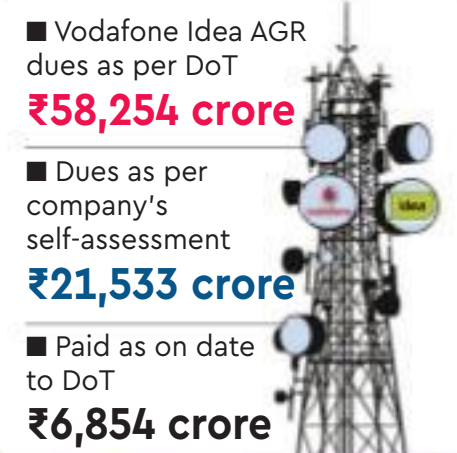 ■ Vodafone Idea AGR
dues as per DoT
₹58,254 crore
■ Dues as per
company's
self-assessment
₹21,533 crore
■ Paid as on date
to DoT
₹6,854 crore
vodafone
idea